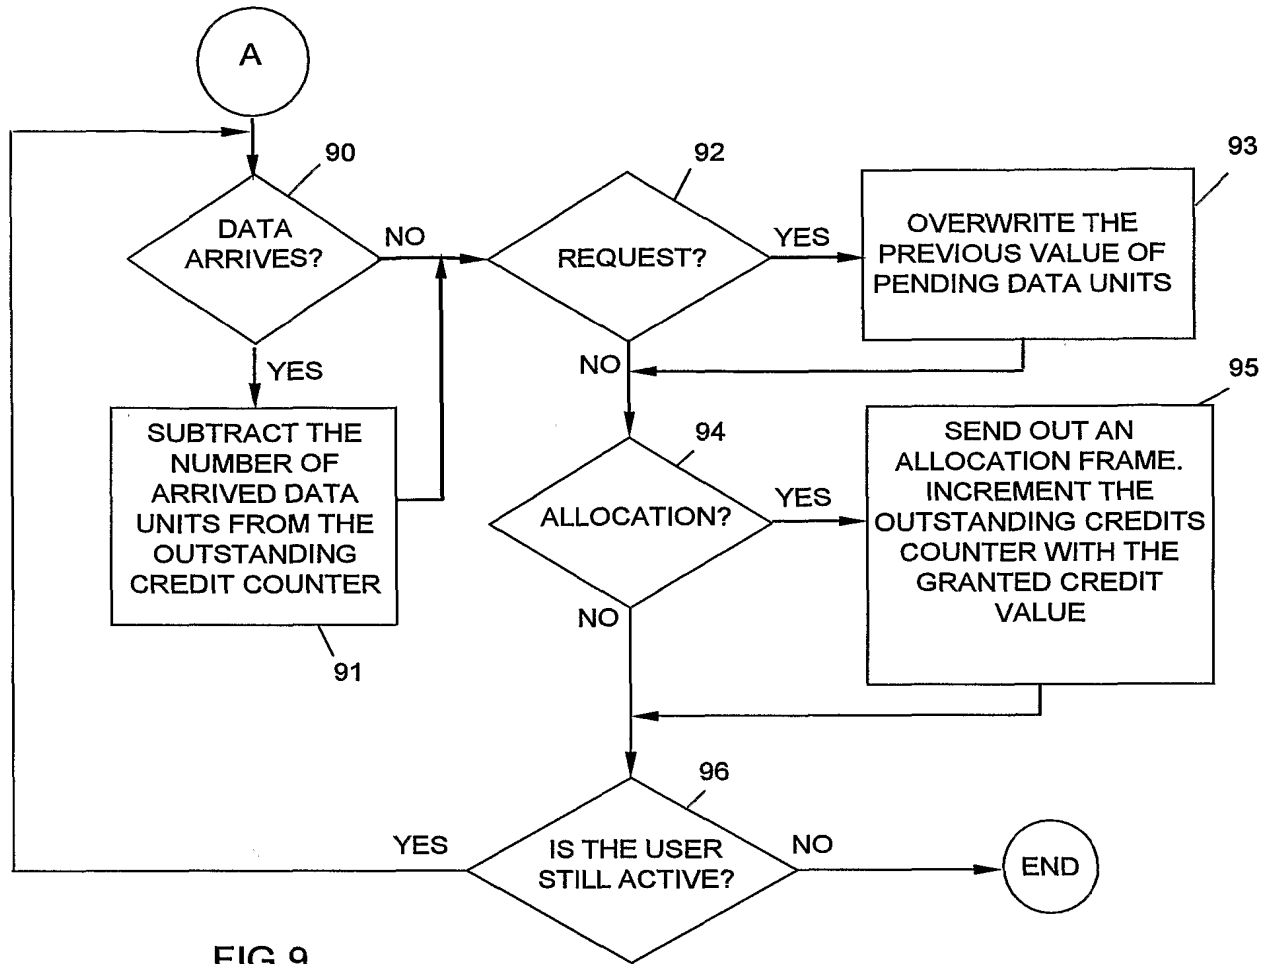 A
90
DATA
ARRIVES?
NO
YES
SUBTRACT THE
NUMBER OF
ARRIVED DATA
UNITS FROM THE
OUTSTANDING
CREDIT COUNTER
91
92
REQUEST?
YES
NO
93
OVERWRITE THE
PREVIOUS VALUE OF
PENDING DATA UNITS
94
ALLOCATION?
YES
NO
95
SEND OUT AN
ALLOCATION FRAME.
INCREMENT THE
OUTSTANDING CREDITS
COUNTER WITH THE
GRANTED CREDIT
VALUE
96
IS THE USER
STILL ACTIVE?
YES
NO
END
FIG 9